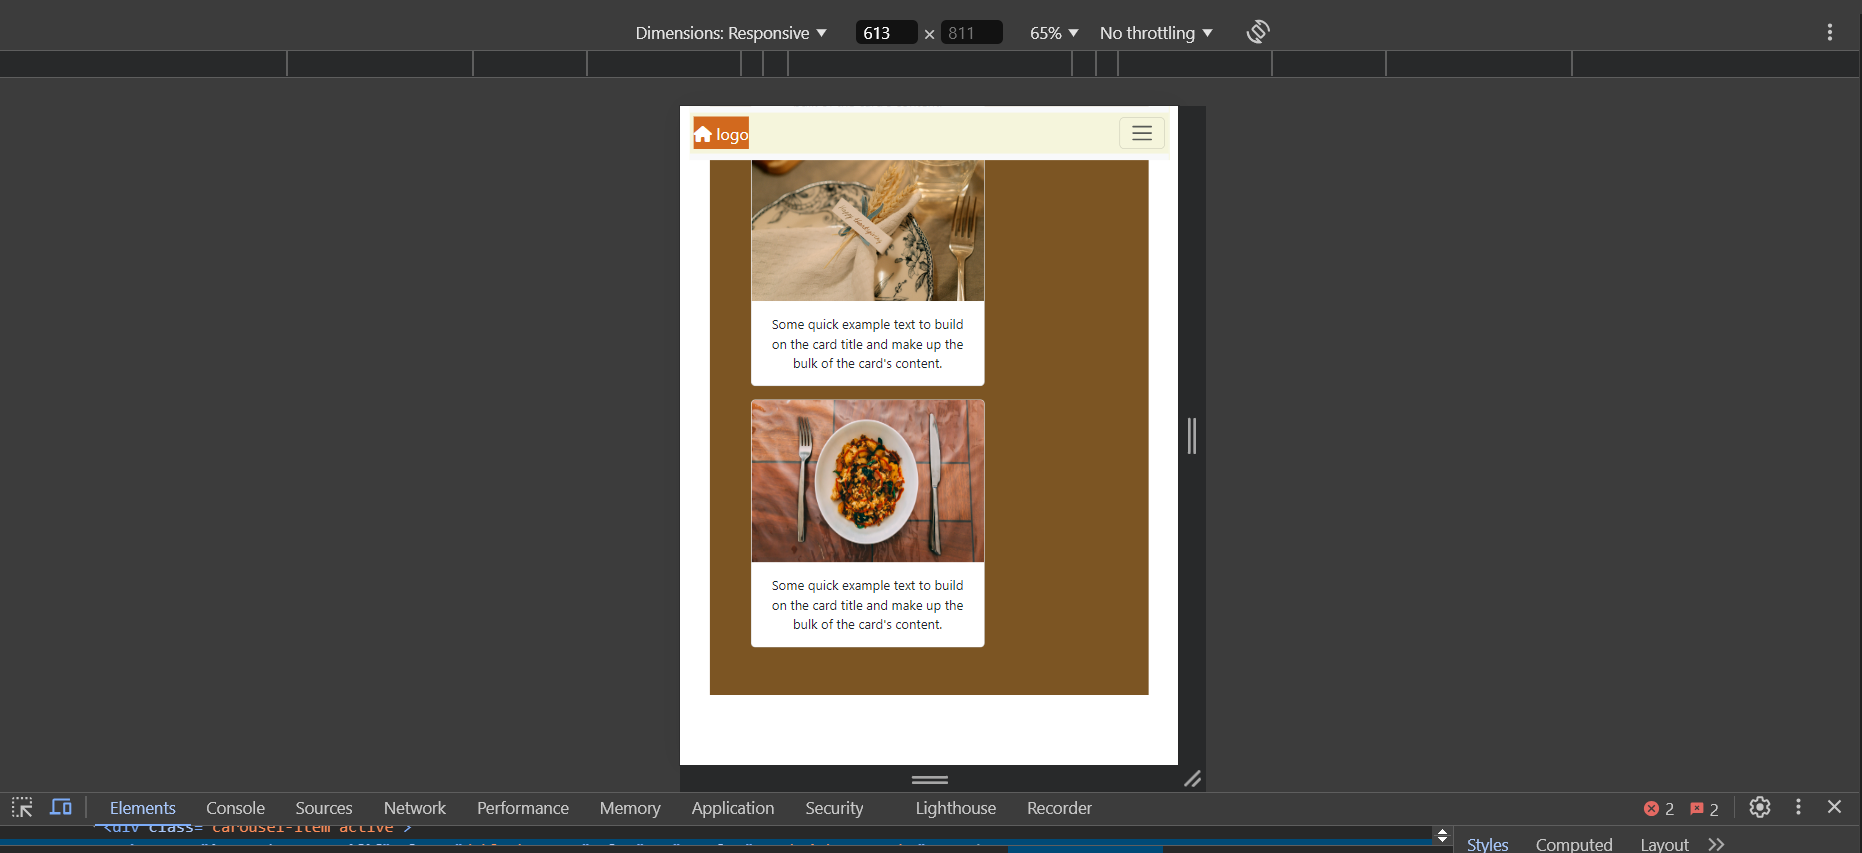 Dimensions: Responsive ▼ 613 × 811 65% ▼ No throttling ▼
logo
Happy thanksgiving
Some quick example text to build
on the card title and make up the
bulk of the card's content.
Some quick example text to build
on the card title and make up the
bulk of the card's content.
Elements Console Sources Network Performance Memory Application Security Lighthouse Recorder 2 2
<div class="carousel-item active">
Styles Computed Layout